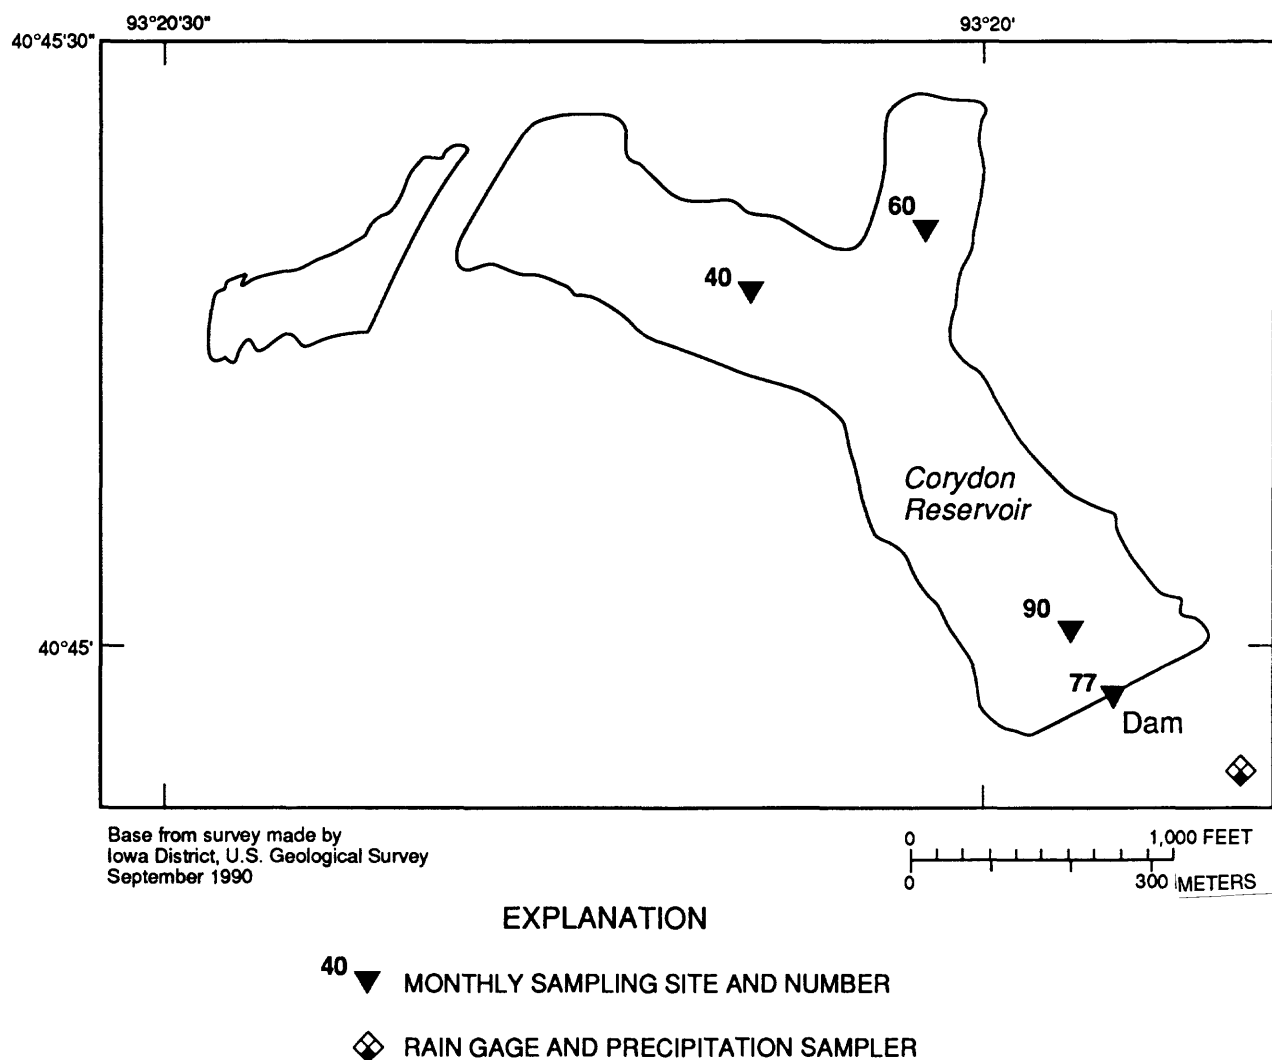 93°20'30" 93°20'
40°45'30"
60
40
Corydon
Reservoir
90
40°45'
77
Dam
Base from survey made by
Iowa District, U.S. Geological Survey
September 1990
0 1,000 FEET
0 300 METERS
EXPLANATION
40 MONTHLY SAMPLING SITE AND NUMBER
RAIN GAGE AND PRECIPITATION SAMPLER